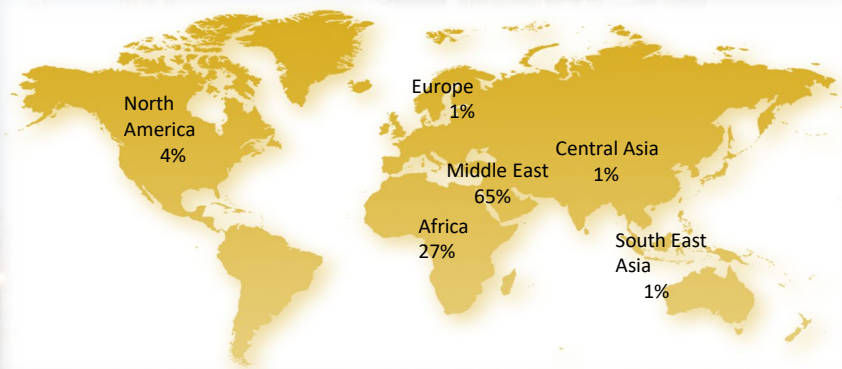 North
America
4%
Europe
1%
Middle East
65%
Africa
27%
Central Asia
1%
South East
Asia
1%